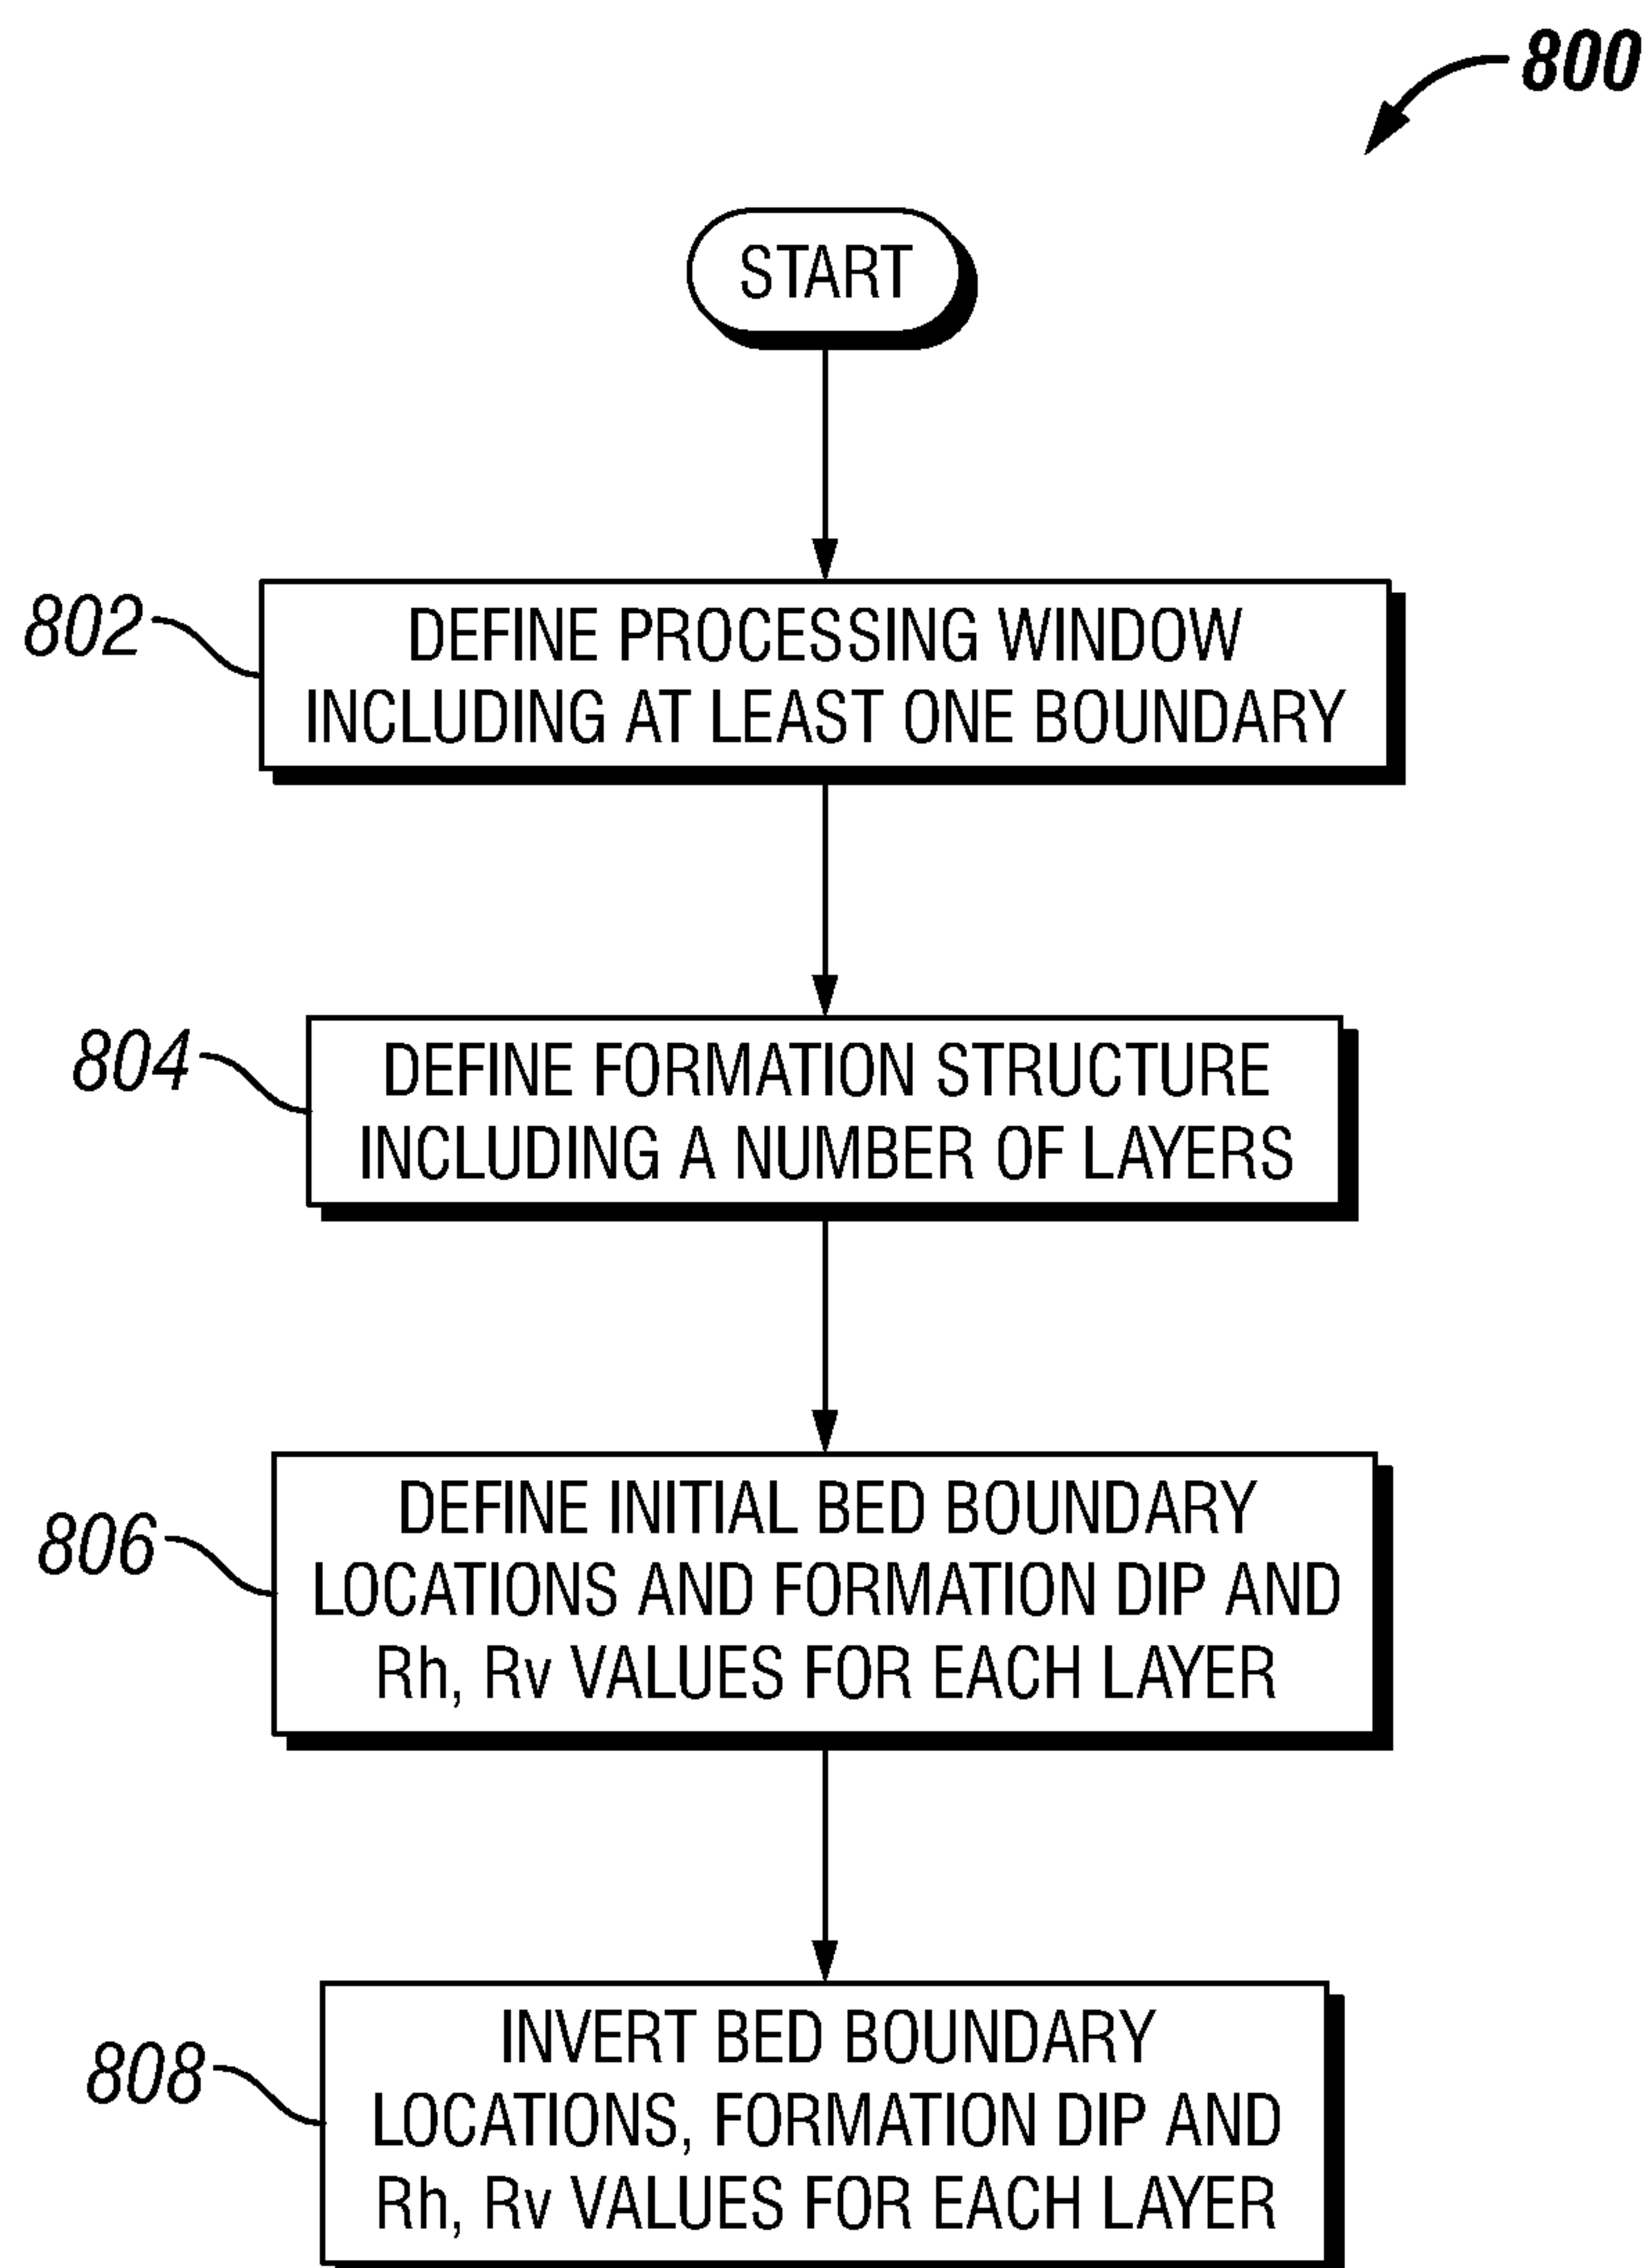 800
START
802
DEFINE PROCESSING WINDOW
INCLUDING AT LEAST ONE BOUNDARY
804
DEFINE FORMATION STRUCTURE
INCLUDING A NUMBER OF LAYERS
806
DEFINE INITIAL BED BOUNDARY
LOCATIONS AND FORMATION DIP AND
Rh, Rv VALUES FOR EACH LAYER
808
INVERT BED BOUNDARY
LOCATIONS, FORMATION DIP AND
Rh, Rv VALUES FOR EACH LAYER